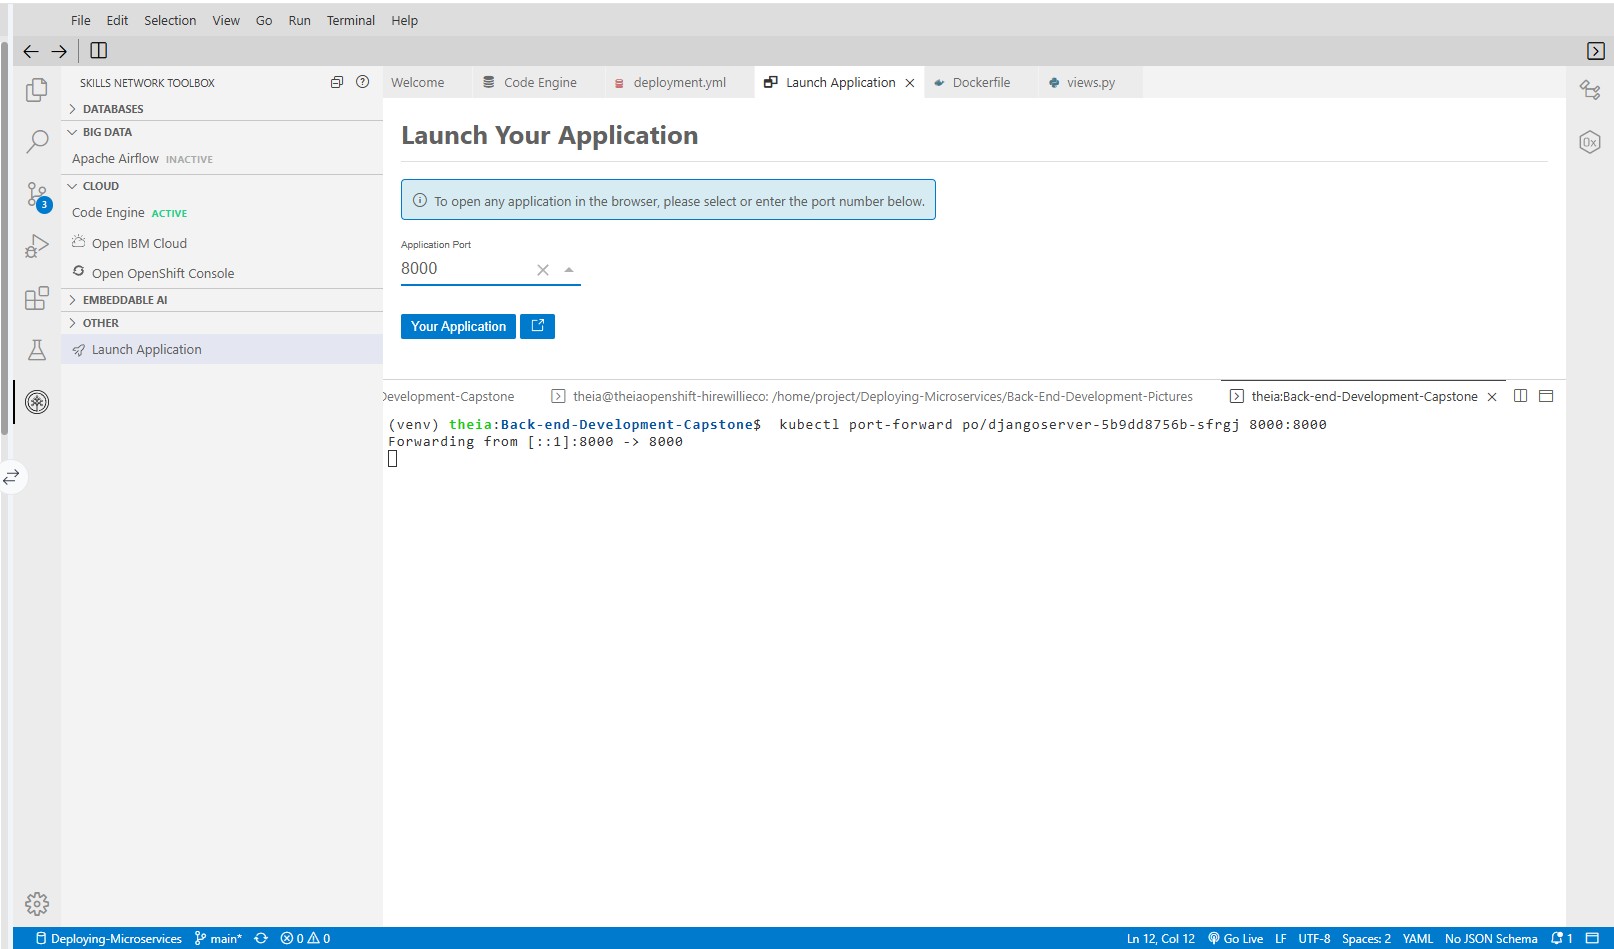 File Edit Selection View Go Run Terminal Help
SKILLS NETWORK TOOLBOX
DATABASES
BIG DATA
Apache Airflow INACTIVE
CLOUD
Code Engine ACTIVE
Open IBM Cloud
Open OpenShift Console
EMBEDDABLE AI
OTHER
Launch Application
3
Welcome Code Engine deployment.yml Launch Application Dockerfile views.py
Launch Your Application
To open any application in the browser, please select or enter the port number below.
Application Port
8000
Your Application
0x
Development-Capstone theia@theiaopenshift-hirewillieco: /home/project/Deploying-Microservices/Back-End-Development-Pictures theia:Back-end-Development-Capstone
(venv) theia:Back-end-Development-Capstone$ kubectl port-forward po/djangoserver-5b9dd8756b-sfrgj 8000:8000
Forwarding from [::1]:8000 -> 8000
Deploying-Microservices main* 0 0 Ln 12, Col 12 Go Live LF UTF-8 Spaces: 2 YAML No JSON Schema 1